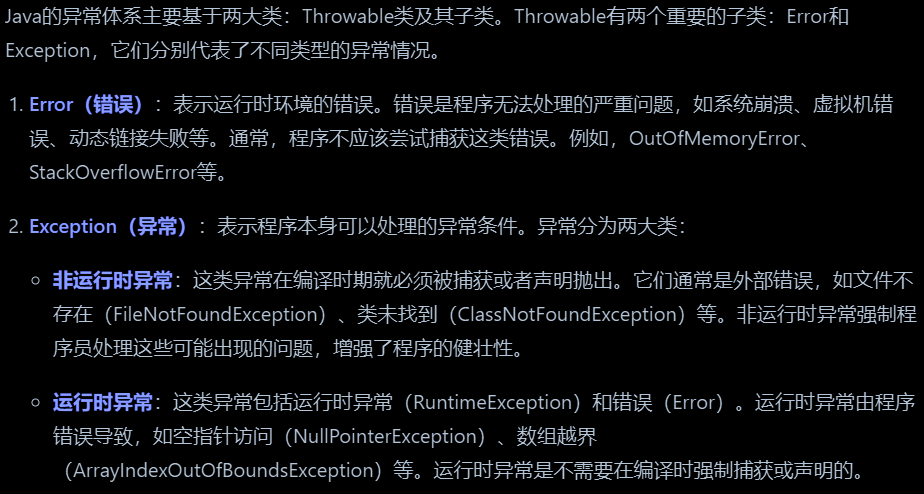 Java的异常体系主要基于两大类：Throwable类及其子类。Throwable有两个重要的子类：Error和
Exception，它们分别代表了不同类型的异常情况。
1. Error（错误）：表示运行时环境的错误。错误是程序无法处理的严重问题，如系统崩溃、虚拟机错
误、动态链接失败等。通常，程序不应该尝试捕获这类错误。例如，OutOfMemoryError、
StackOverflowError等。
2. Exception（异常）：表示程序本身可以处理的异常条件。异常分为两大类：
○ 非运行时异常：这类异常在编译时期就必须被捕获或者声明抛出。它们通常是外部错误，如文件不
存在（FileNotFoundException）、类未找到（ClassNotFoundException）等。非运行时异常强制程
序员处理这些可能出现的问题，增强了程序的健壮性。
○ 运行时异常：这类异常包括运行时异常（RuntimeException）和错误（Error）。运行时异常由程序
错误导致，如空指针访问（NullPointerException）、数组越界
（ArrayIndexOutOfBoundsException）等。运行时异常是不需要在编译时强制捕获或声明的。